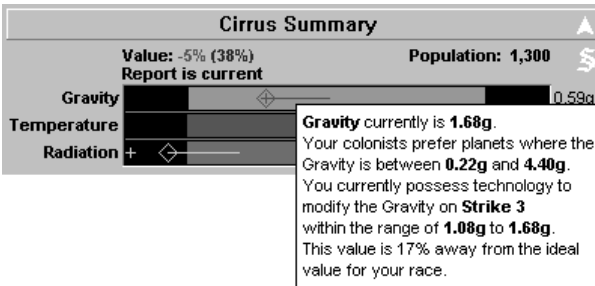 Cirrus Summary
Value: -5% (38%) Population: 1,300
Report is current
Gravity 0.59g
Temperature
Radiation
Gravity currently is 1.68g.
Your colonists prefer planets where the
Gravity is between 0.22g and 4.40g.
You currently possess technology to
modify the Gravity on Strike 3
within the range of 1.08g to 1.68g.
This value is 17% away from the ideal
value for your race.